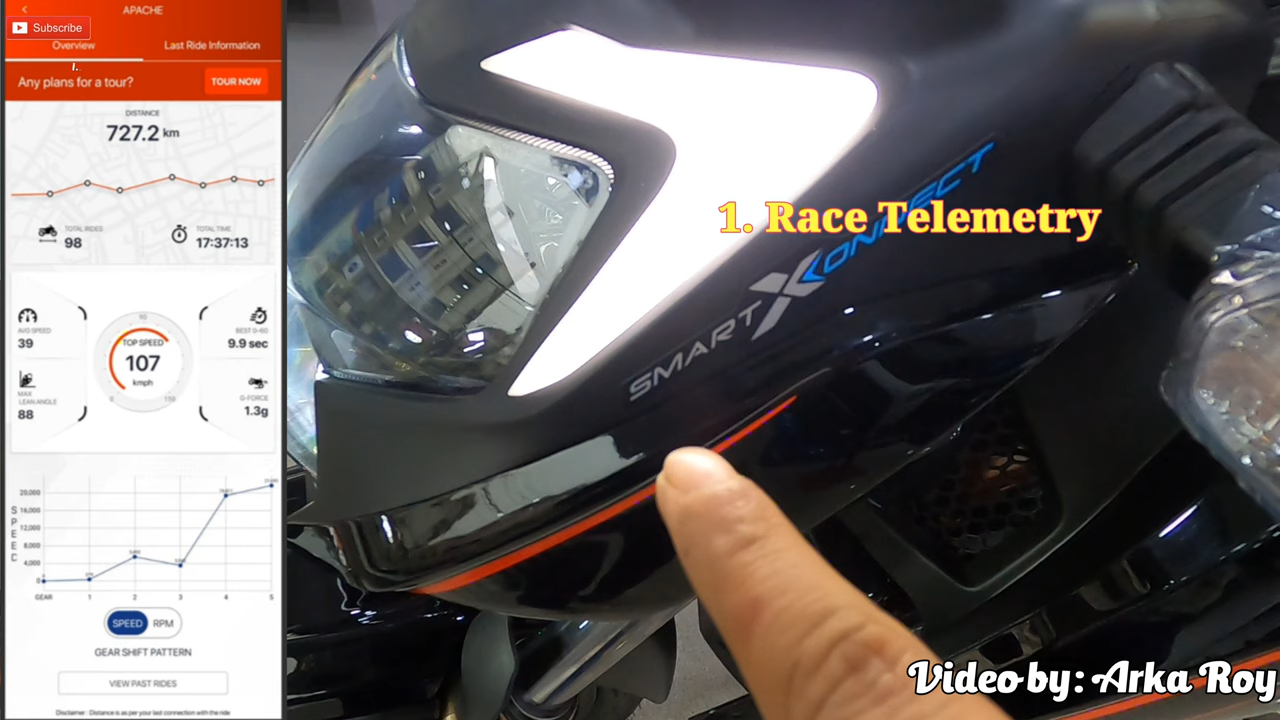 APACHE
Subscribe
Overview
Last Ride Information
Any plans for a tour?
TOUR NOW
DISTANCE
727.2 km
TOTAL RIDES
98
TOTAL TIME
17:37:13
AVG SPEED
39
BEST 0-60
9.9 sec
TOP SPEED
107
kmph
0
150
MAX
LEAN ANGLE
88
G-FORCE
1.3g
SPEED
20,000
16,000
12,000
8,000
4,000
0
GEAR 1 2 3 4 5
SPEED RPM
GEAR SHIFT PATTERN
VIEW PAST RIDES
Disclaimer : Distance is as per your last connection with the ride
1. Race Telemetry
SMARTXONNECT
Video by: Arka Roy